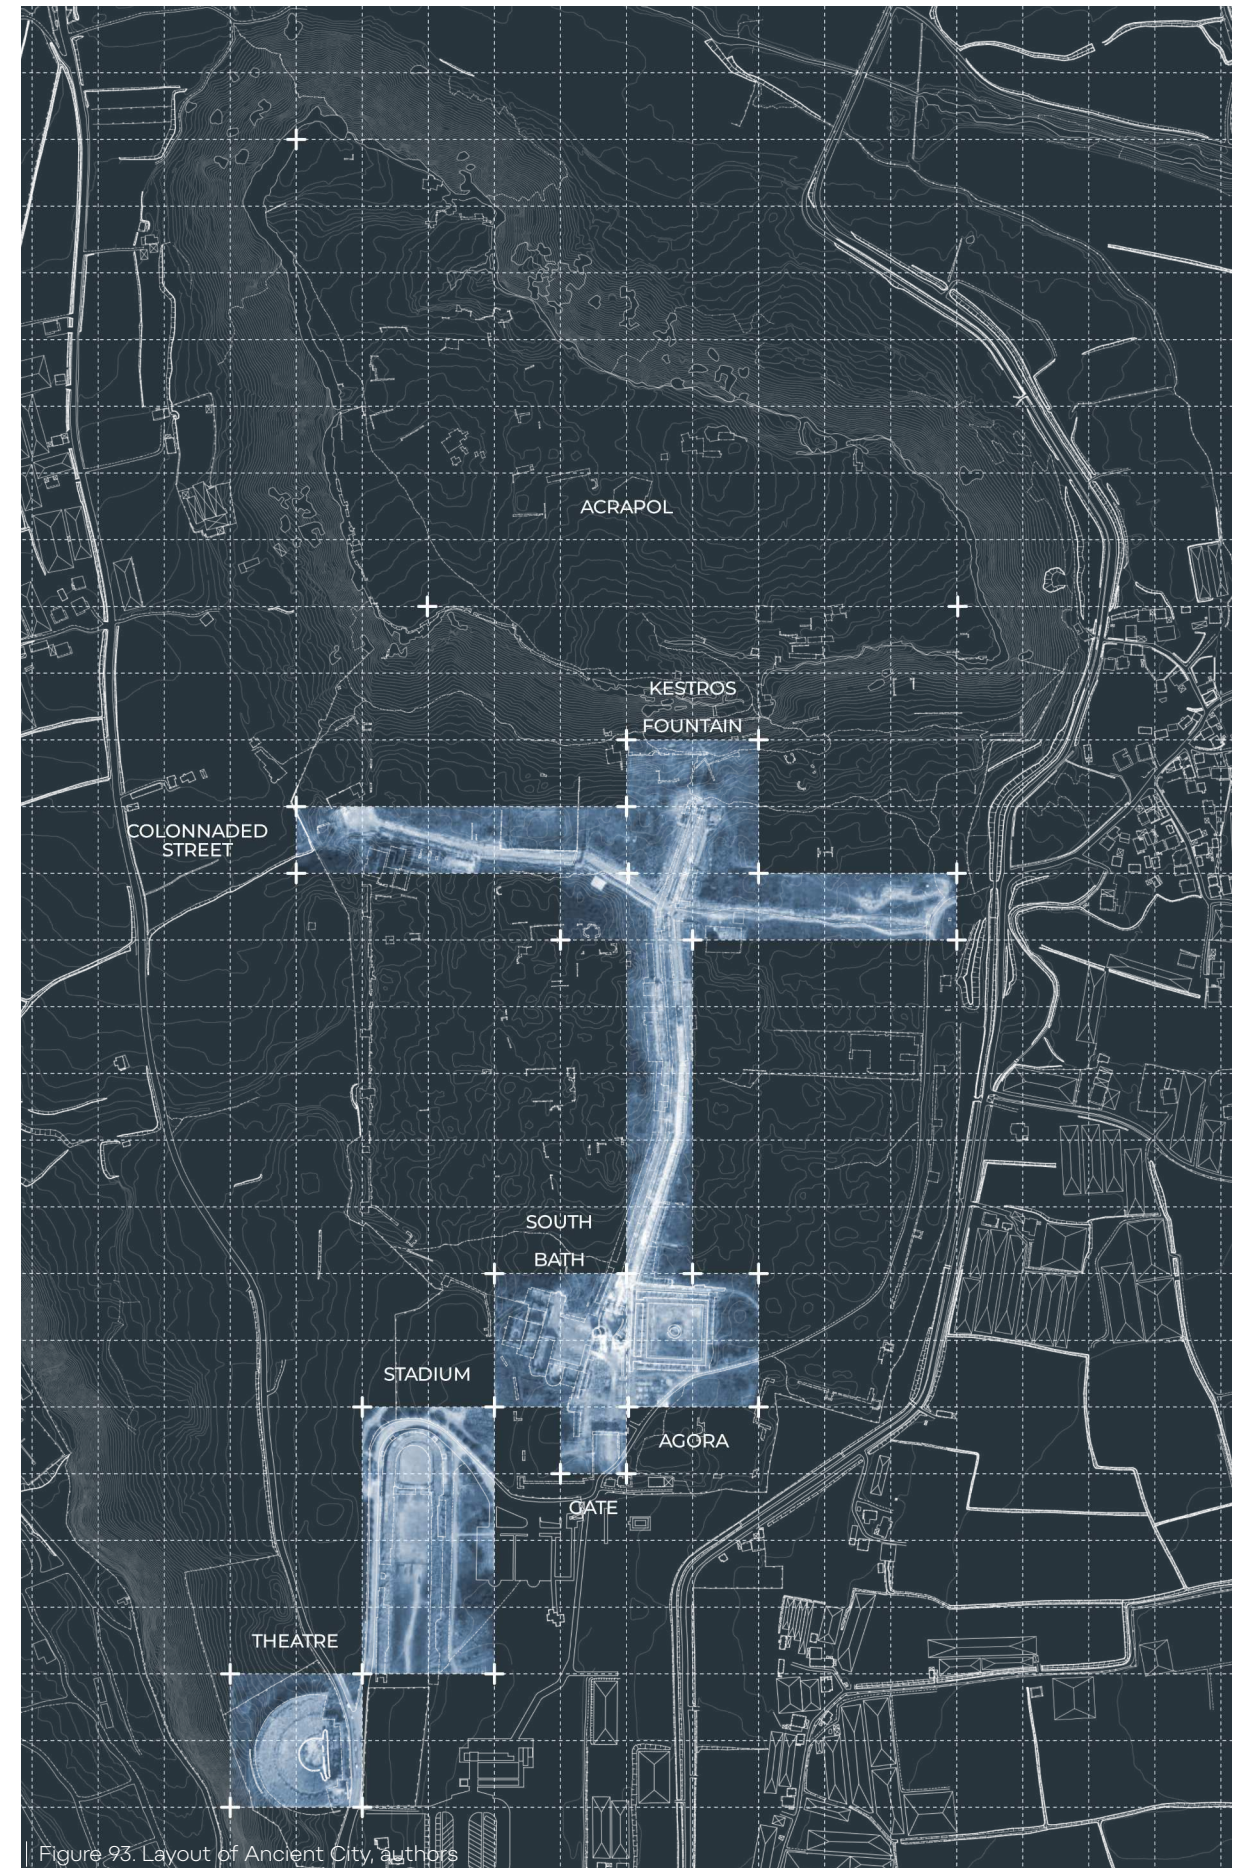 ACRAPOL
KESTROS
FOUNTAIN
COLONNADED
STREET
SOUTH
BATH
STADIUM
AGORA
GATE
THEATRE
Figure 93. Layout of Ancient City, authors